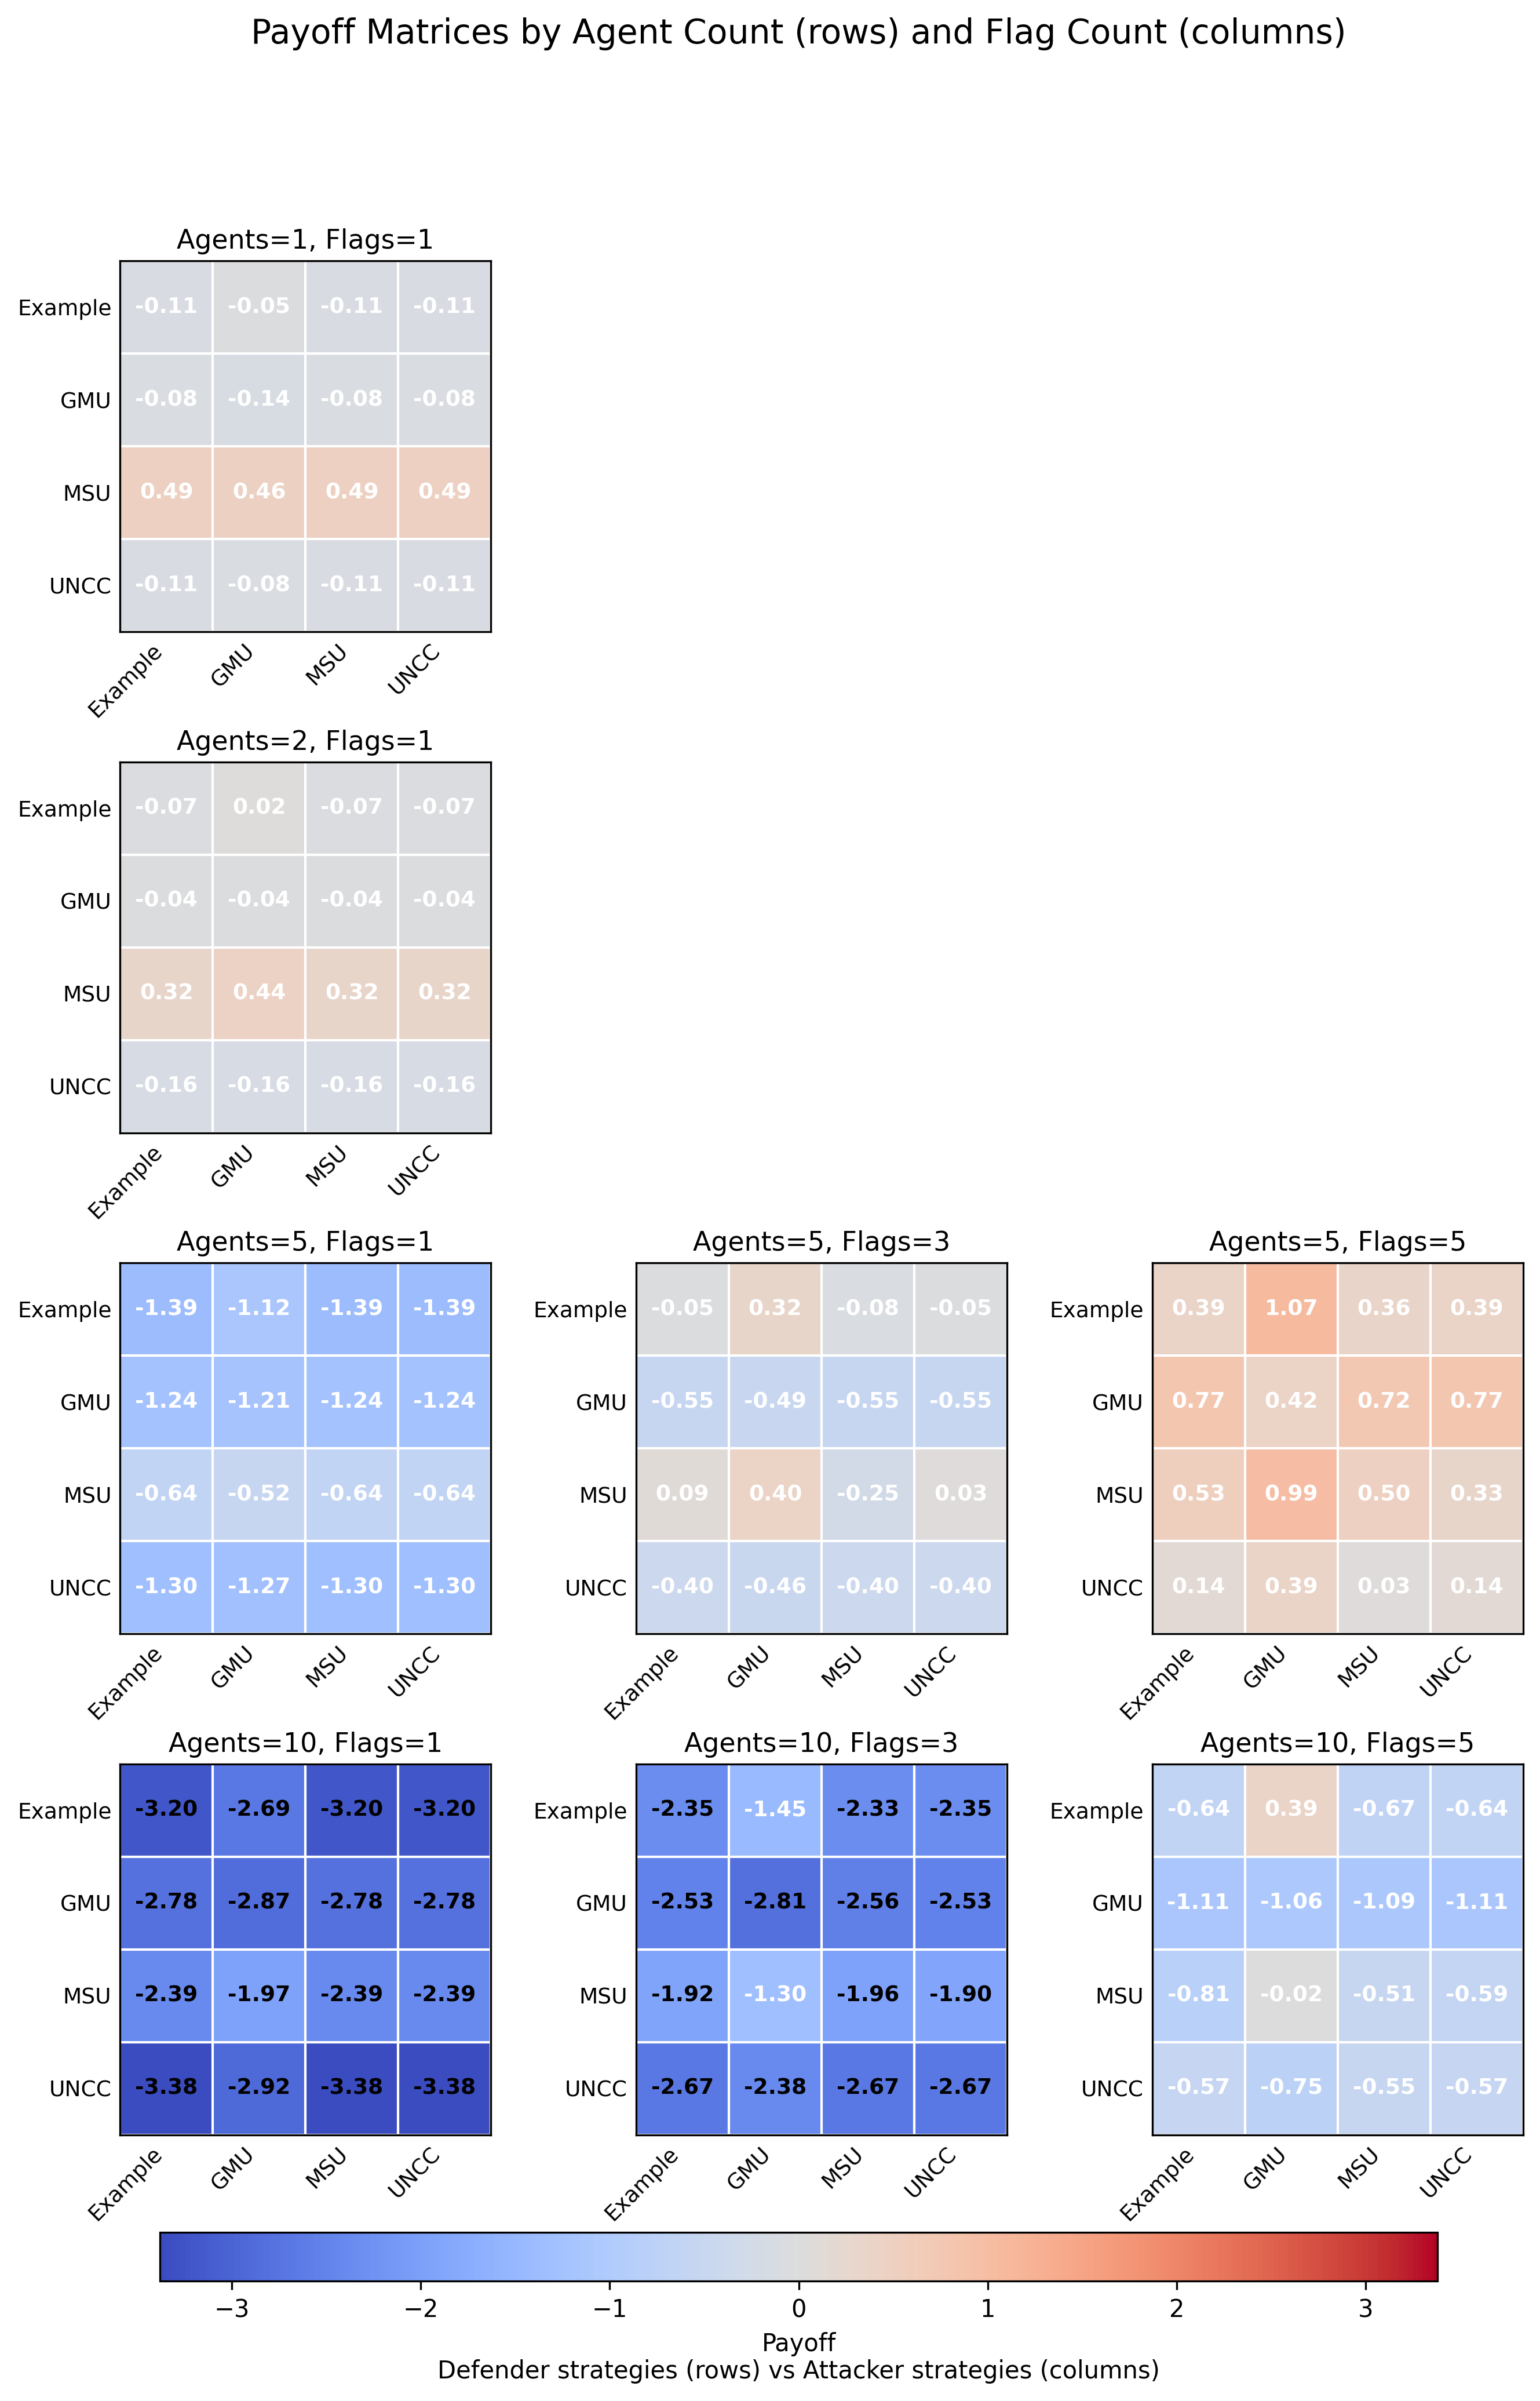 Payoff Matrices by Agent Count (rows) and Flag Count (columns)
Agents=1, Flags=1
Example -0.11 -0.05 -0.11 -0.11
GMU -0.08 -0.14 -0.08 -0.08
MSU 0.49 0.46 0.49 0.49
UNCC -0.11 -0.08 -0.11 -0.11
Example GMU MSU UNCC
Agents=2, Flags=1
Example -0.07 0.02 -0.07 -0.07
GMU -0.04 -0.04 -0.04 -0.04
MSU 0.32 0.44 0.32 0.32
UNCC -0.16 -0.16 -0.16 -0.16
Example GMU MSU UNCC
Agents=5, Flags=1
Example -1.39 -1.12 -1.39 -1.39
GMU -1.24 -1.21 -1.24 -1.24
MSU -0.64 -0.52 -0.64 -0.64
UNCC -1.30 -1.27 -1.30 -1.30
Example GMU MSU UNCC
Agents=5, Flags=3
Example -0.05 0.32 -0.08 -0.05
GMU -0.55 -0.49 -0.55 -0.55
MSU 0.09 0.40 -0.25 0.03
UNCC -0.40 -0.46 -0.40 -0.40
Example GMU MSU UNCC
Agents=5, Flags=5
Example 0.39 1.07 0.36 0.39
GMU 0.77 0.42 0.72 0.77
MSU 0.53 0.99 0.50 0.33
UNCC 0.14 0.39 0.03 0.14
Example GMU MSU UNCC
Agents=10, Flags=1
Example -3.20 -2.69 -3.20 -3.20
GMU -2.78 -2.87 -2.78 -2.78
MSU -2.39 -1.97 -2.39 -2.39
UNCC -3.38 -2.92 -3.38 -3.38
Example GMU MSU UNCC
Agents=10, Flags=3
Example -2.35 -1.45 -2.33 -2.35
GMU -2.53 -2.81 -2.56 -2.53
MSU -1.92 -1.30 -1.96 -1.90
UNCC -2.67 -2.38 -2.67 -2.67
Example GMU MSU UNCC
Agents=10, Flags=5
Example -0.64 0.39 -0.67 -0.64
GMU -1.11 -1.06 -1.09 -1.11
MSU -0.81 -0.02 -0.51 -0.59
UNCC -0.57 -0.75 -0.55 -0.57
Example GMU MSU UNCC
−3 −2 −1 0 1 2 3
Payoff
Defender strategies (rows) vs Attacker strategies (columns)